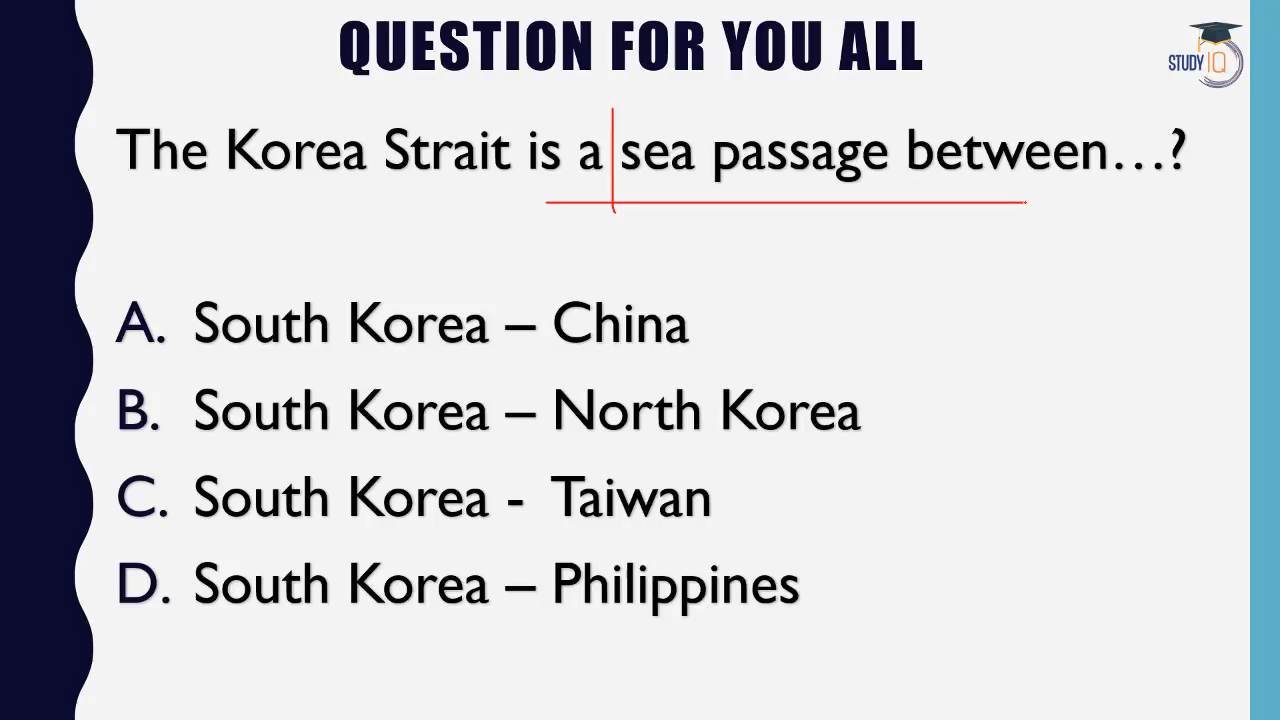 QUESTION FOR YOU ALL
STUDY IQ
The Korea Strait is a sea passage between…?
A. South Korea – China
B. South Korea – North Korea
C. South Korea - Taiwan
D. South Korea – Philippines